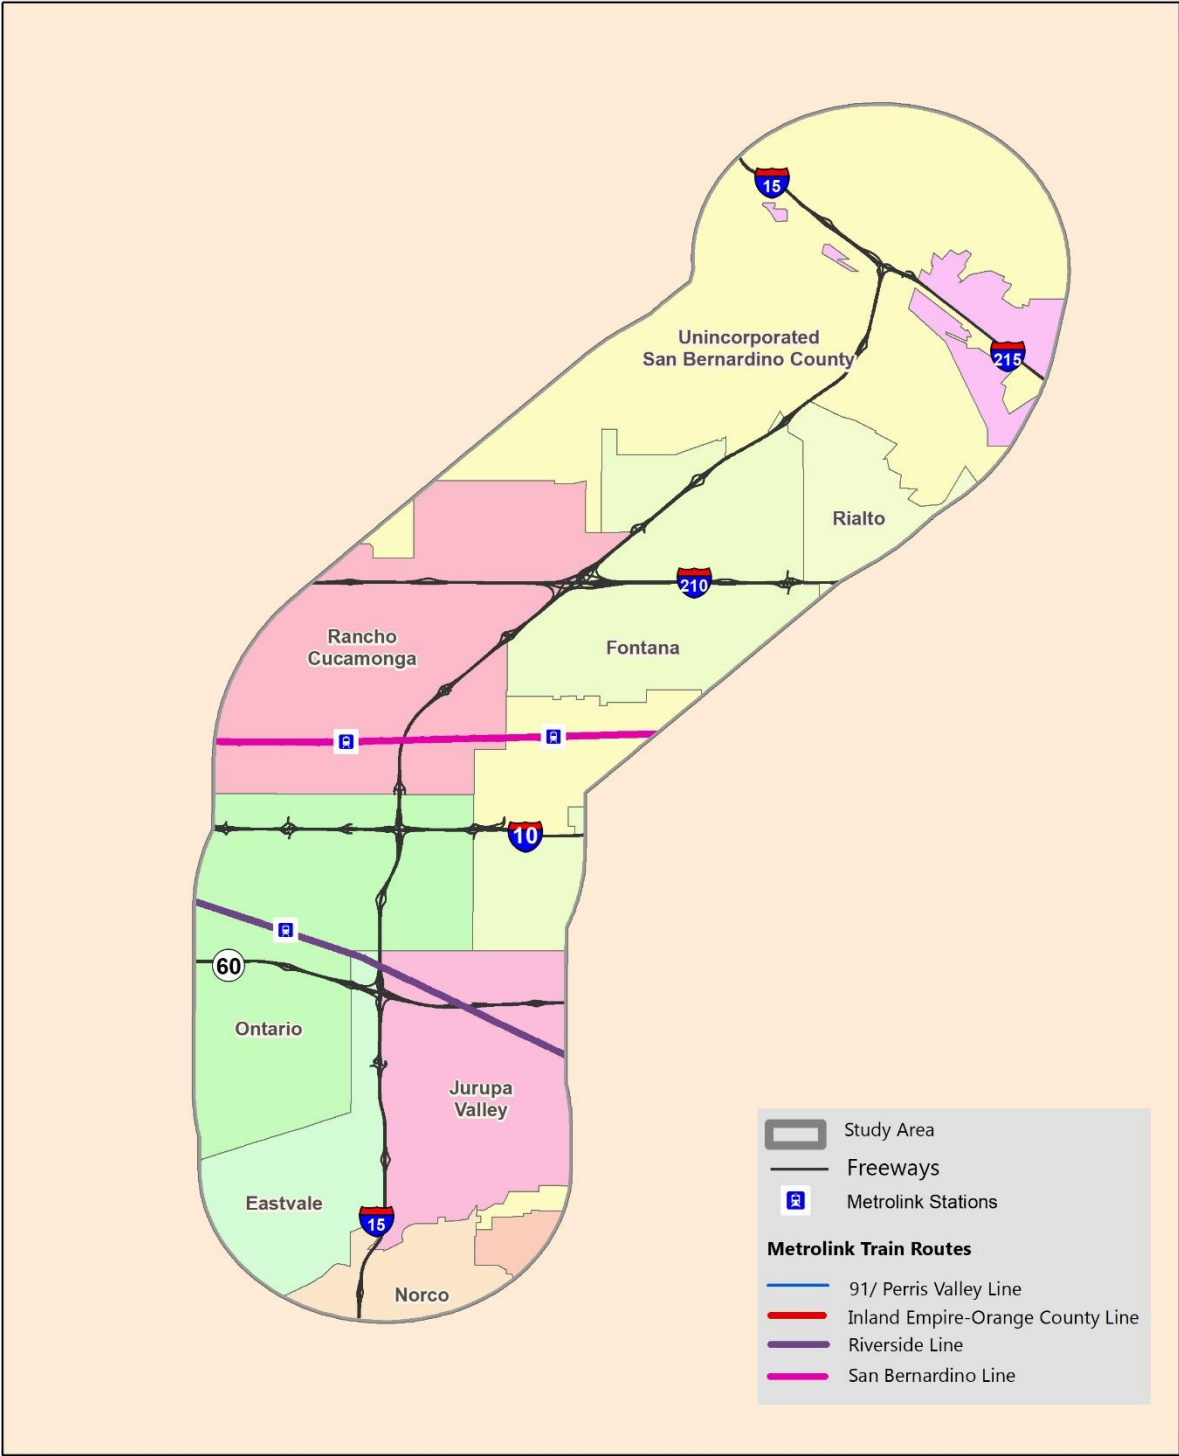 15
Unincorporated
San Bernardino County
215
Rialto
210
Rancho
Cucamonga
Fontana
10
60
Ontario
Jurupa
Valley
Eastvale
15
Norco
Study Area
Freeways
Metrolink Stations
Metrolink Train Routes
91/ Perris Valley Line
Inland Empire-Orange County Line
Riverside Line
San Bernardino Line